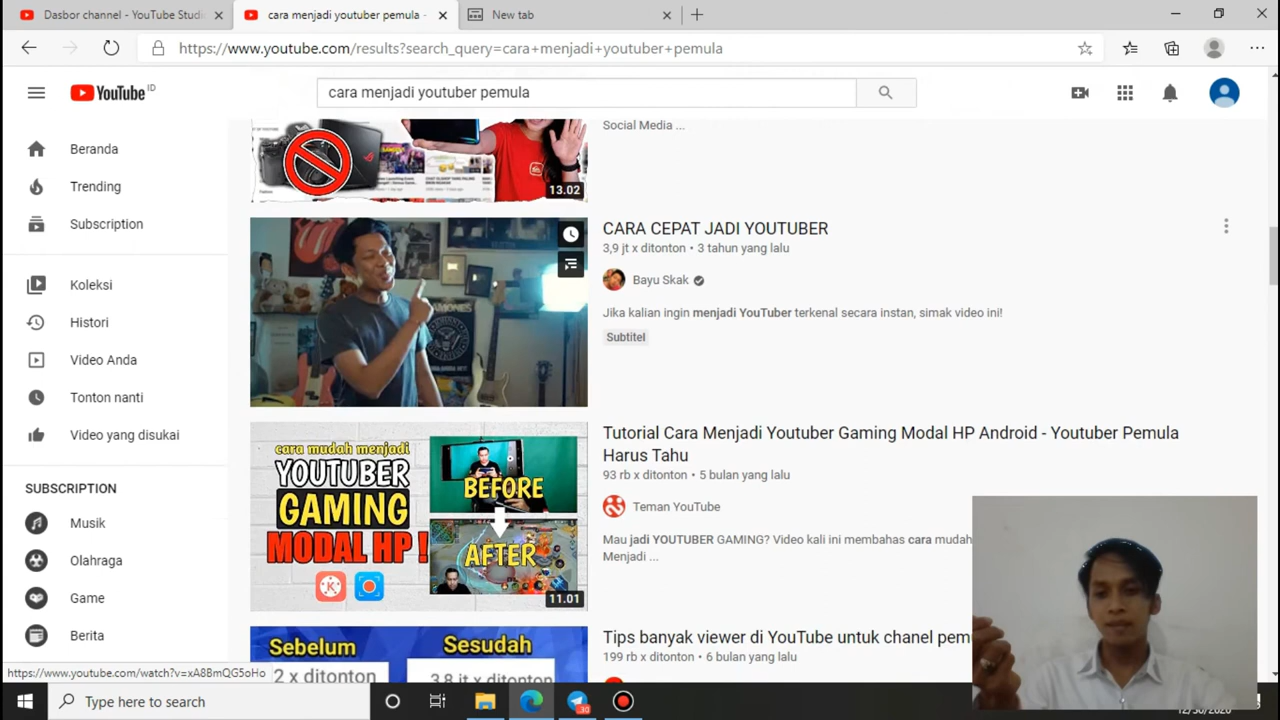 Dasbor channel - YouTube Studi
cara menjadi youtuber pemula -
New tab
https://www.youtube.com/results?search_query=cara+menjadi+youtuber+pemula
YouTube ID
cara menjadi youtuber pemula
Beranda
Trending
Subscription
Koleksi
Histori
Video Anda
Tonton nanti
Video yang disukai
SUBSCRIPTION
Musik
Olahraga
Game
Berita
13.02
Social Media ...
CARA CEPAT JADI YOUTUBER
3,9 jt x ditonton • 3 tahun yang lalu
Bayu Skak
Jika kalian ingin menjadi YouTuber terkenal secara instan, simak video ini!
Subtitel
RAMONES
cara mudah menjadi
YOUTUBER
GAMING
MODAL HP !
BEFORE
AFTER
11.01
Tutorial Cara Menjadi Youtuber Gaming Modal HP Android - Youtuber Pemula
Harus Tahu
93 rb x ditonton • 5 bulan yang lalu
Teman YouTube
Mau jadi YOUTUBER GAMING? Video kali ini membahas cara mudah
Menjadi ...
Sebelum
2 x ditonton
Sesudah
3.8 jt x ditonton
Tips banyak viewer di YouTube untuk chanel pem
199 rb x ditonton • 6 bulan yang lalu
https://www.youtube.com/watch?v=xA8BmQG5oHo
Type here to search
30
12/30/2020